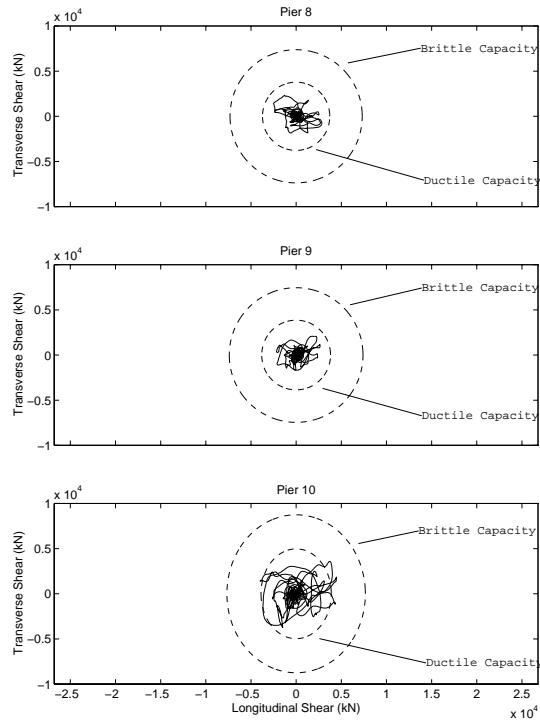 Pier 8
x 10^4
1
0.5
0
−0.5
−1
Transverse Shear (kN)
Brittle Capacity
Ductile Capacity
Pier 9
x 10^4
1
0.5
0
−0.5
−1
Transverse Shear (kN)
Brittle Capacity
Ductile Capacity
Pier 10
x 10^4
1
0.5
0
−0.5
−1
Transverse Shear (kN)
Brittle Capacity
Ductile Capacity
−2.5 −2 −1.5 −1 −0.5 0 0.5 1 1.5 2 2.5
Longitudinal Shear (kN)
x 10^4